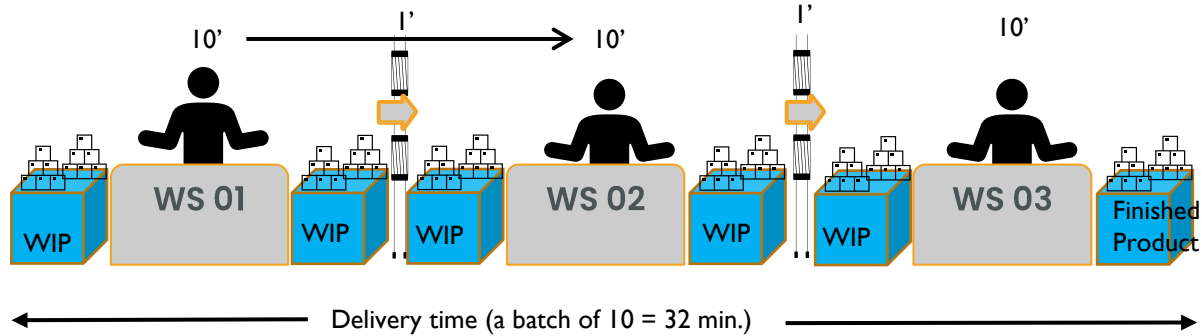 10’
1’
10’
1’
10’
WS 01
WS 02
WS 03
WIP
WIP
WIP
WIP
WIP
Finished
Product
Delivery time (a batch of 10 = 32 min.)